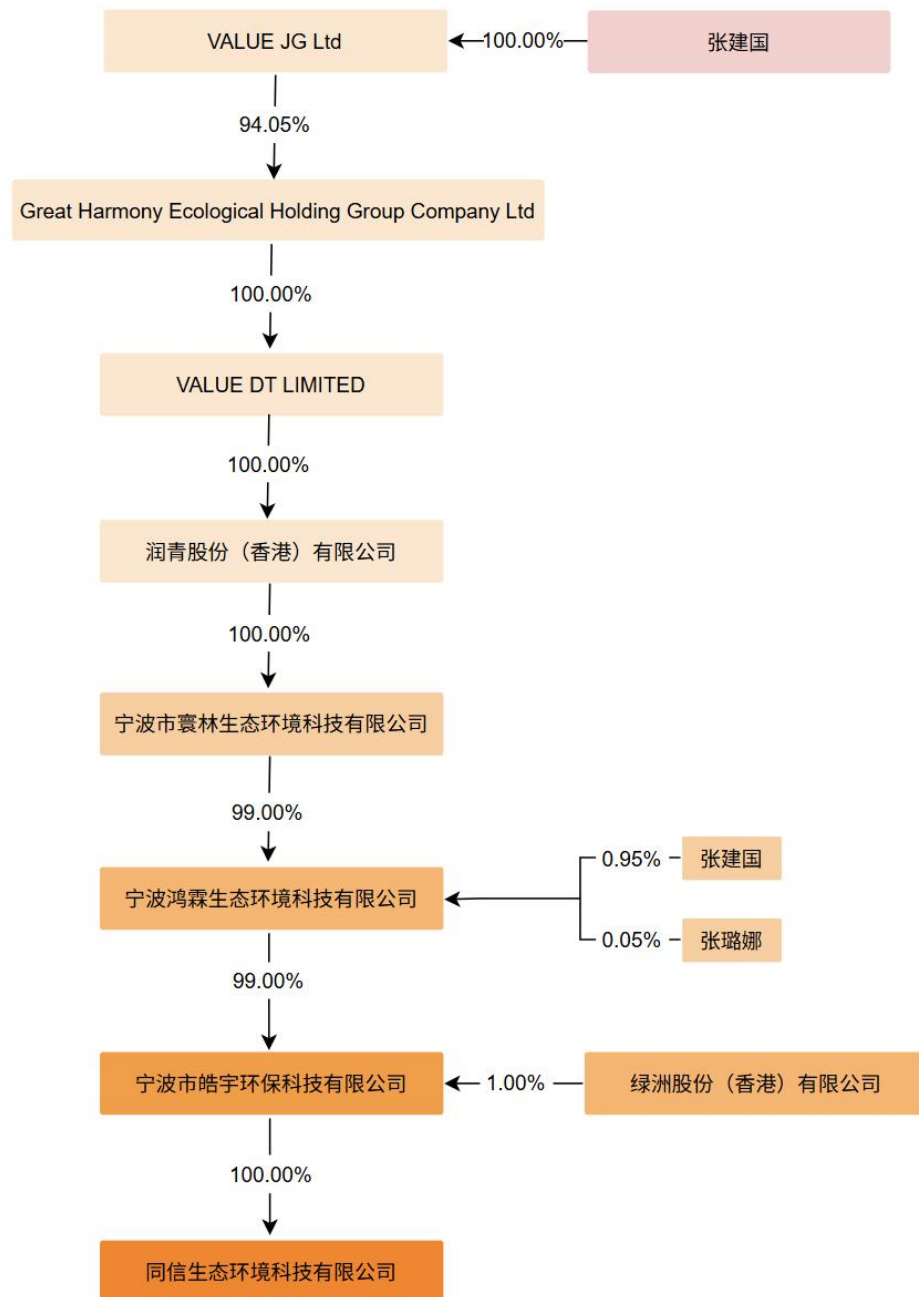 VALUE JG Ltd
100.00%
张建国
94.05%
Great Harmony Ecological Holding Group Company Ltd
100.00%
VALUE DT LIMITED
100.00%
润青股份（香港）有限公司
100.00%
宁波市寰林生态环境科技有限公司
99.00%
0.95%
张建国
宁波鸿霖生态环境科技有限公司
0.05%
张璐娜
99.00%
宁波市皓宇环保科技有限公司
1.00%
绿洲股份（香港）有限公司
100.00%
同信生态环境科技有限公司